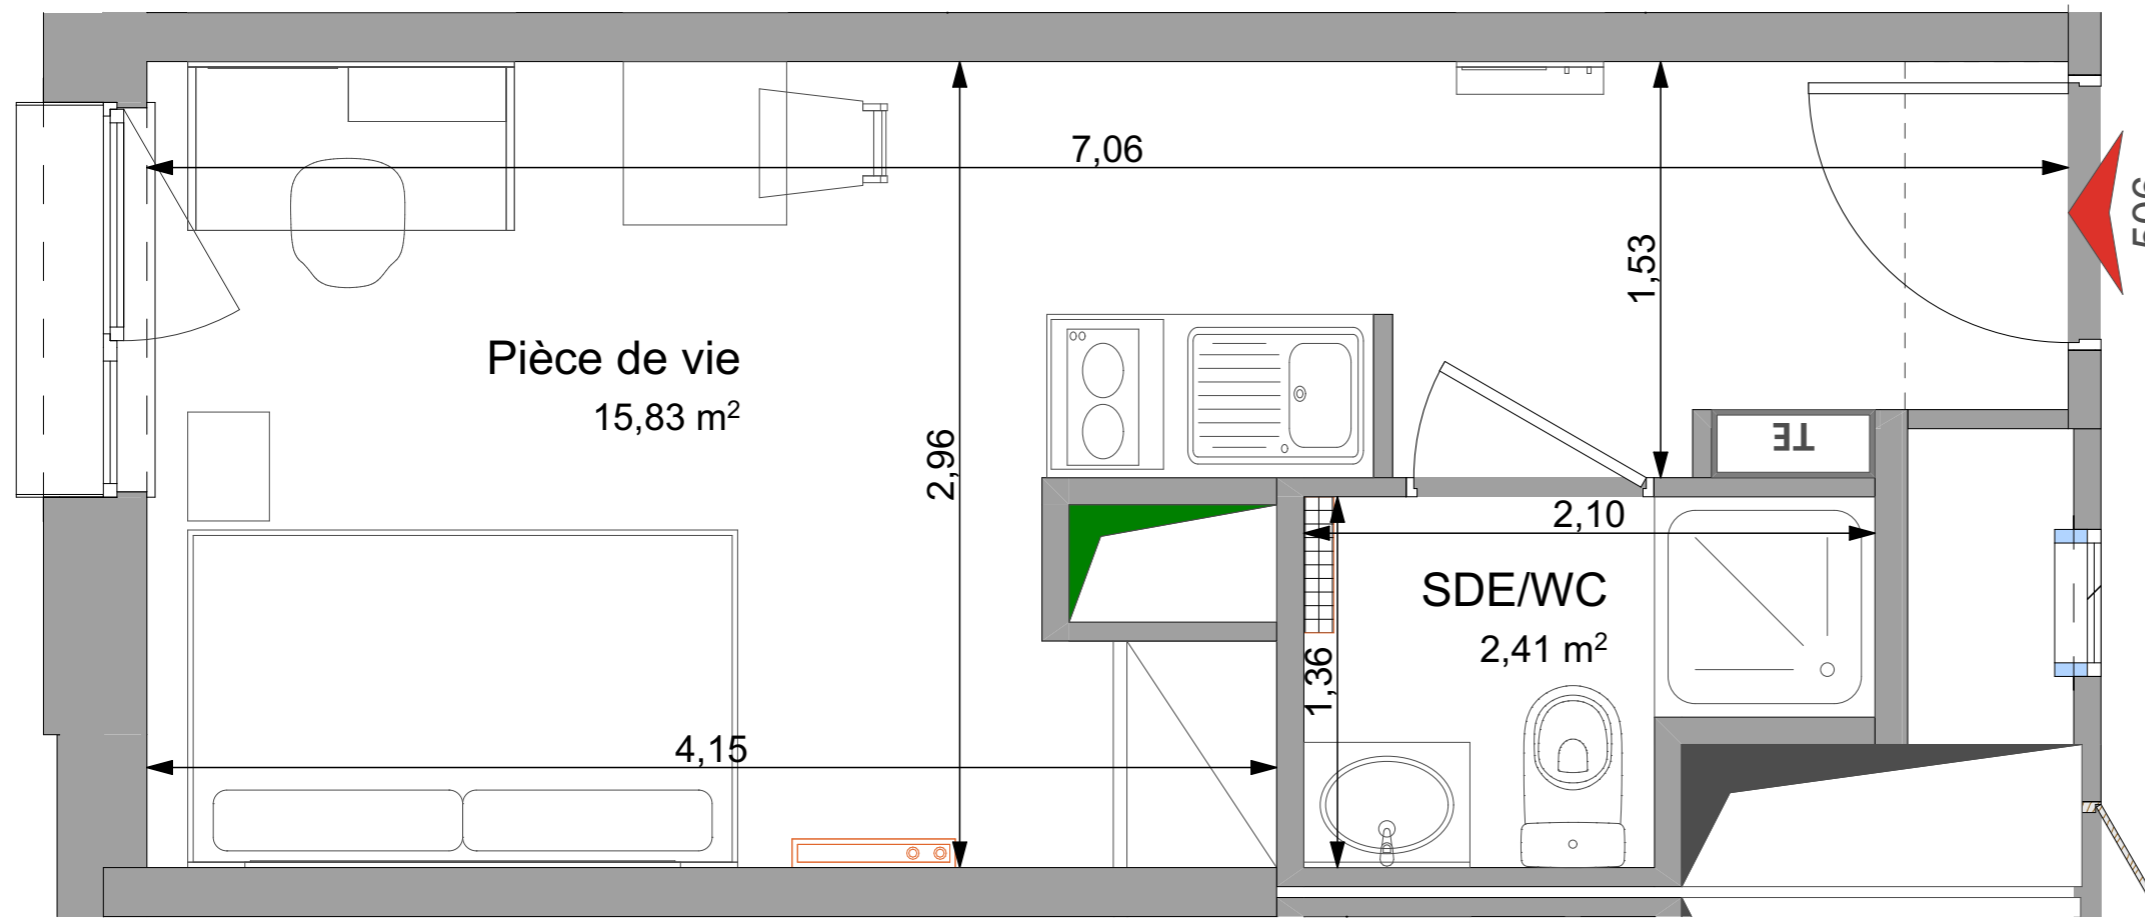 7,06
506
1,53
Pièce de vie
15,83 m²
2,96
TE
2,10
SDE/WC
2,41 m²
1,36
4,15